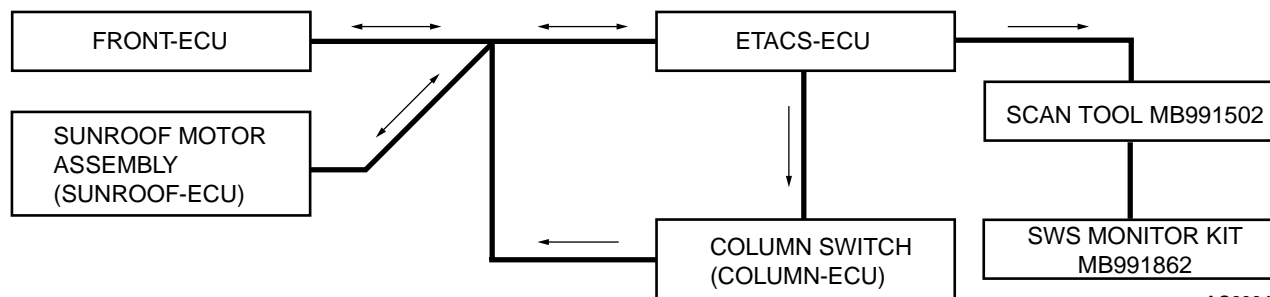 FRONT-ECU
ETACS-ECU
SUNROOF MOTOR
ASSEMBLY
(SUNROOF-ECU)
SCAN TOOL MB991502
COLUMN SWITCH
(COLUMN-ECU)
SWS MONITOR KIT
MB991862